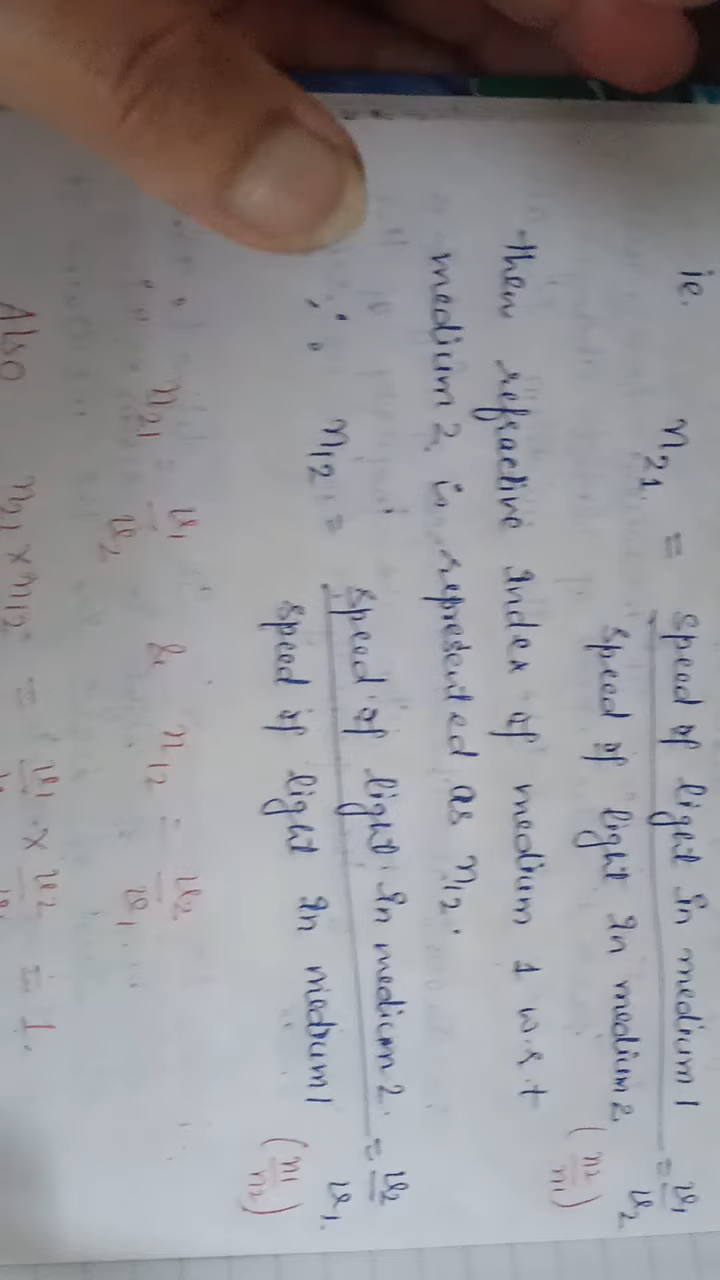 ie. n21 = speed of light in medium 1 / speed of light in medium 2 = v1 / v2 (n2 / n1)
then refractive index of medium 1 w.r.t
medium 2 is represented as n12.
∴ n12 = speed of light in medium 2 / speed of light in medium 1 = v2 / v1 (n1 / n2)
∴ n21 = v1 / v2 & n12 = v2 / v1
Also n21 × n12 = v1 × v2 = 1.